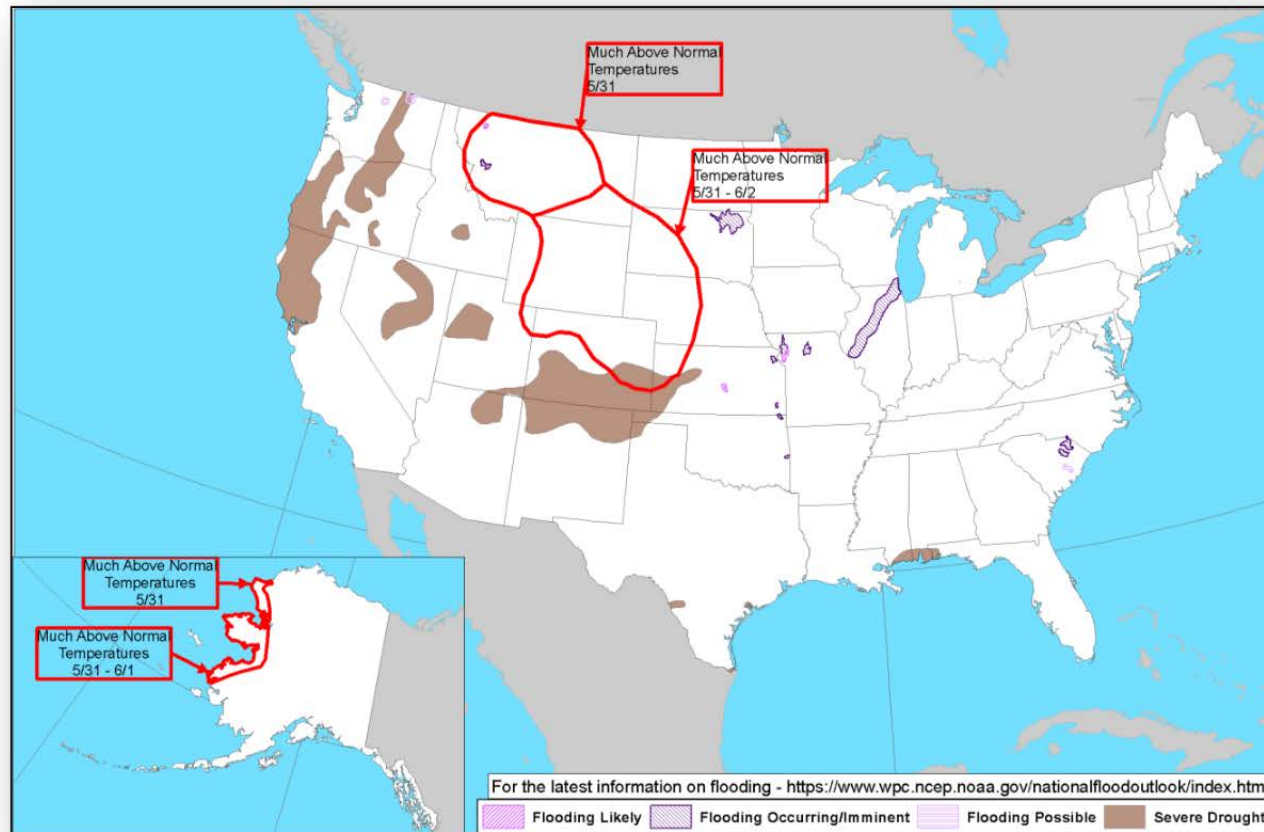 Much Above Normal
Temperatures
5/31
Much Above Normal
Temperatures
5/31 - 6/2
Much Above Normal
Temperatures
5/31
Much Above Normal
Temperatures
5/31 - 6/1
For the latest information on flooding - https://www.wpc.ncep.noaa.gov/nationalfloodoutlook/index.htm
Flooding Likely Flooding Occurring/Imminent Flooding Possible Severe Drought